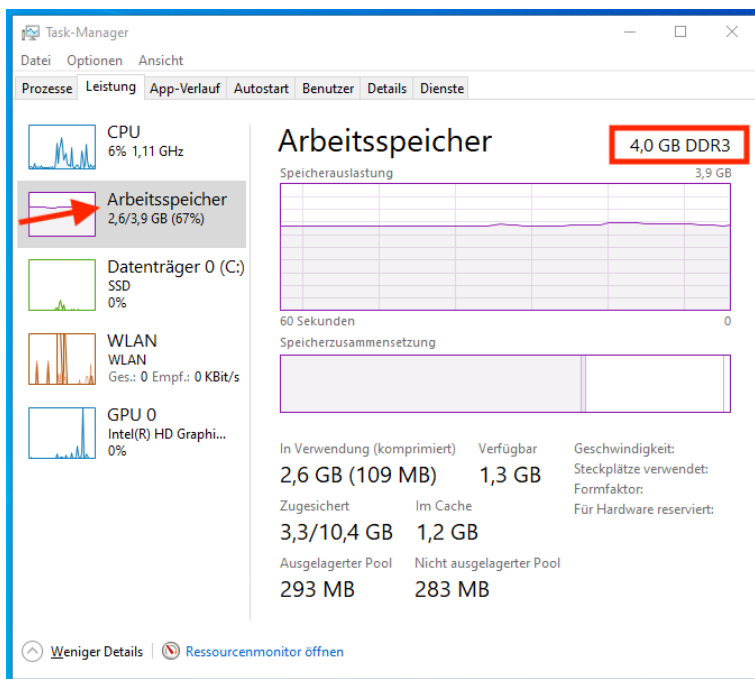 Task-Manager
Datei Optionen Ansicht
Prozesse Leistung App-Verlauf Autostart Benutzer Details Dienste
CPU
6% 1,11 GHz
Arbeitsspeicher
2,6/3,9 GB (67%)
Datenträger 0 (C:)
SSD
0%
WLAN
WLAN
Ges.: 0 Empf.: 0 KBit/s
GPU 0
Intel(R) HD Graphi...
0%
Arbeitsspeicher
4,0 GB DDR3
Speicherauslastung
3,9 GB
60 Sekunden
0
Speicherzusammensetzung
In Verwendung (komprimiert)
2,6 GB (109 MB)
Verfügbar
1,3 GB
Zugesichert
3,3/10,4 GB
Im Cache
1,2 GB
Ausgelagerter Pool
293 MB
Nicht ausgelagerter Pool
283 MB
Geschwindigkeit:
Steckplätze verwendet:
Formfaktor:
Für Hardware reserviert:
Weniger Details
Ressourcenmonitor öffnen